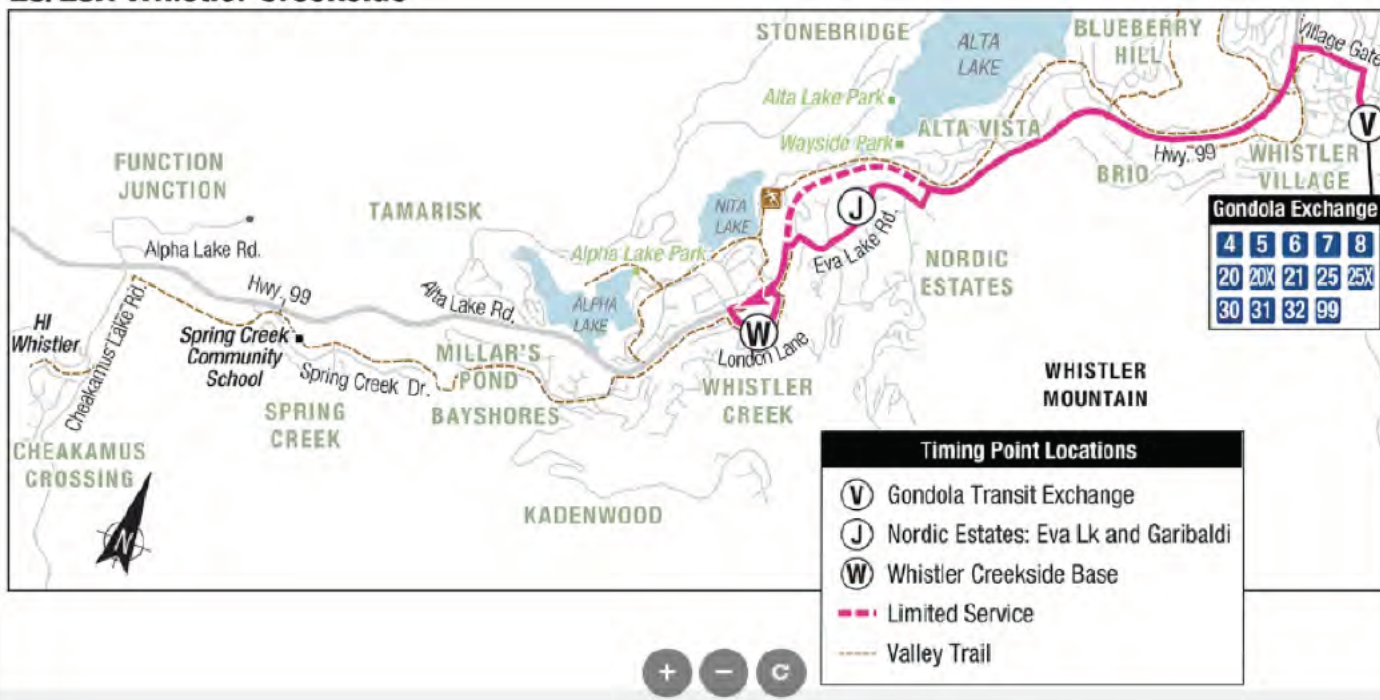 STONEBRIDGE
ALTA
LAKE
BLUEBERRY
HILL
Village Gate
Alta Lake Park
Wayside Park
ALTA VISTA
V
Hwy. 99
BRIO
WHISTLER
VILLAGE
FUNCTION
JUNCTION
TAMARISK
NITA
LAKE
J
Eva Lake Rd.
Gondola Exchange
4 5 6 7 8
20 20X 21 25 25X
30 31 32 99
Alpha Lake Rd.
Alpha Lake Park
NORDIC
ESTATES
Hwy. 99
Alta Lake Rd.
ALPHA
LAKE
W
London Lane
HI
Whistler
Cheakamus Lake Rd.
Spring Creek
Community
School
Spring Creek Dr.
MILLAR'S
POND
BAYSHORES
WHISTLER
CREEK
WHISTLER
MOUNTAIN
SPRING
CREEK
CHEAKAMUS
CROSSING
KADENWOOD
N
Timing Point Locations
V Gondola Transit Exchange
J Nordic Estates: Eva Lk and Garibaldi
W Whistler Creekside Base
Limited Service
Valley Trail